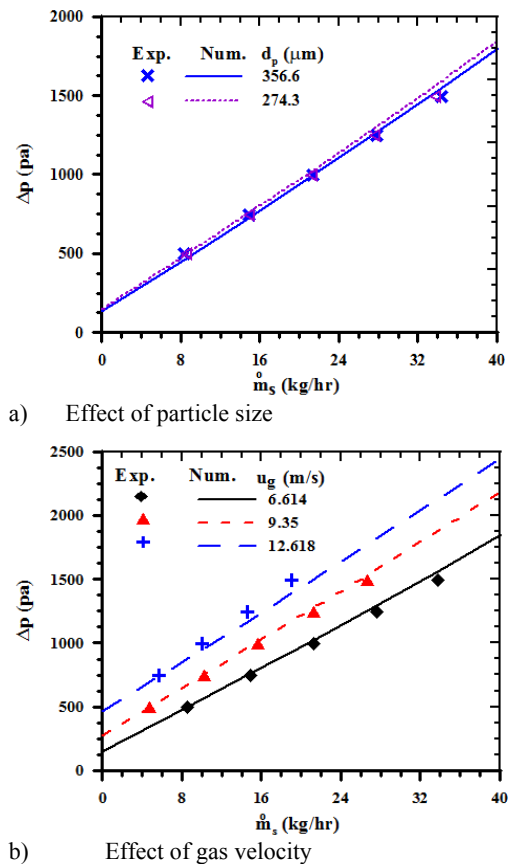 2000
Exp. Num. dp (μm)
356.6
274.3
1500
1000
500
0
Δp (pa)
0 8 16 24 32 40
m̊s (kg/hr)
a) Effect of particle size
2500
Exp. Num. ug (m/s)
6.614
9.35
12.618
2000
1500
1000
500
0
Δp (pa)
0 8 16 24 32 40
m̊s (kg/hr)
b) Effect of gas velocity